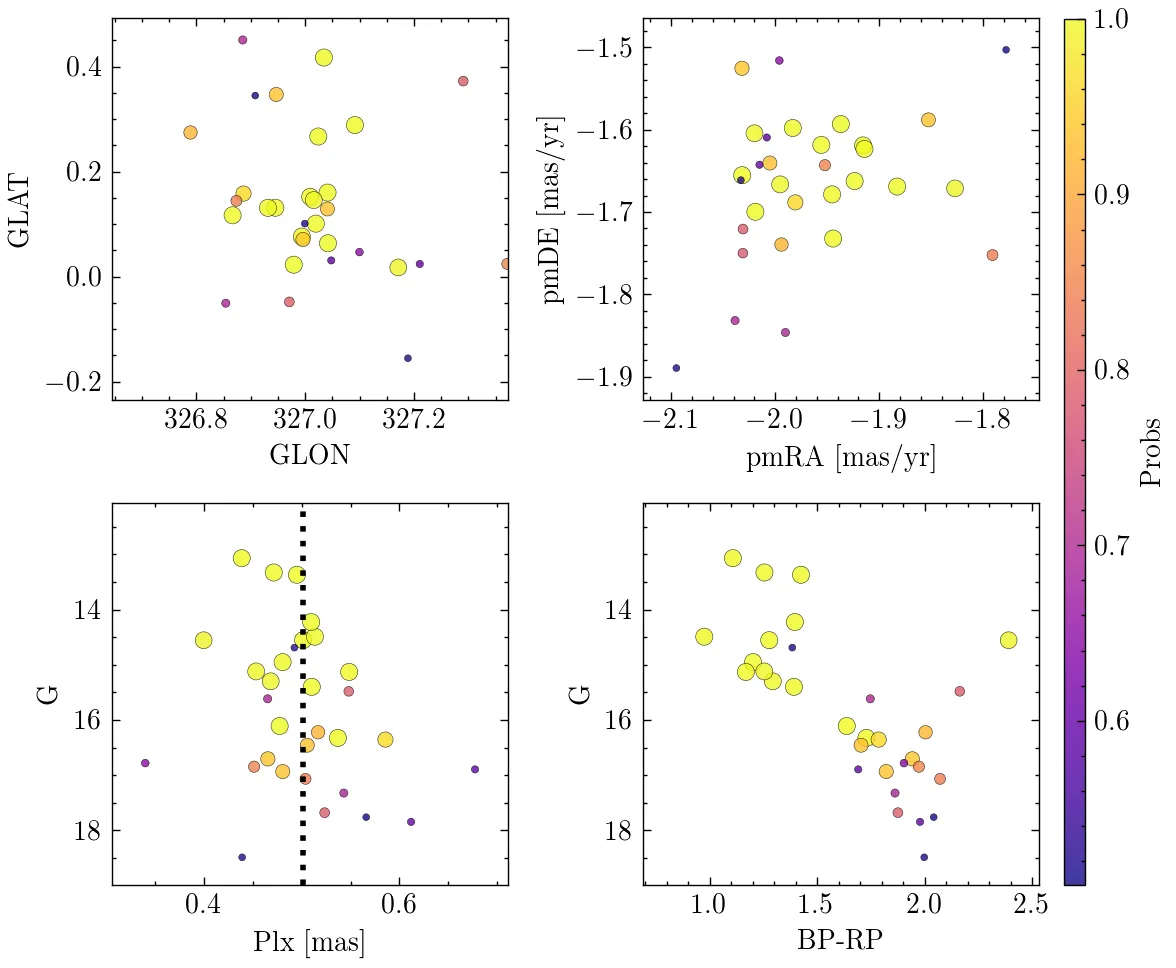 0.4
0.2
0.0
−0.2
GLAT
326.8 327.0 327.2
GLON
−1.5
−1.6
−1.7
−1.8
−1.9
pmDE [mas/yr]
−2.1 −2.0 −1.9 −1.8
pmRA [mas/yr]
14
16
18
G
0.4 0.6
Plx [mas]
14
16
18
G
1.0 1.5 2.0 2.5
BP-RP
1.0
0.9
0.8
0.7
0.6
Probs